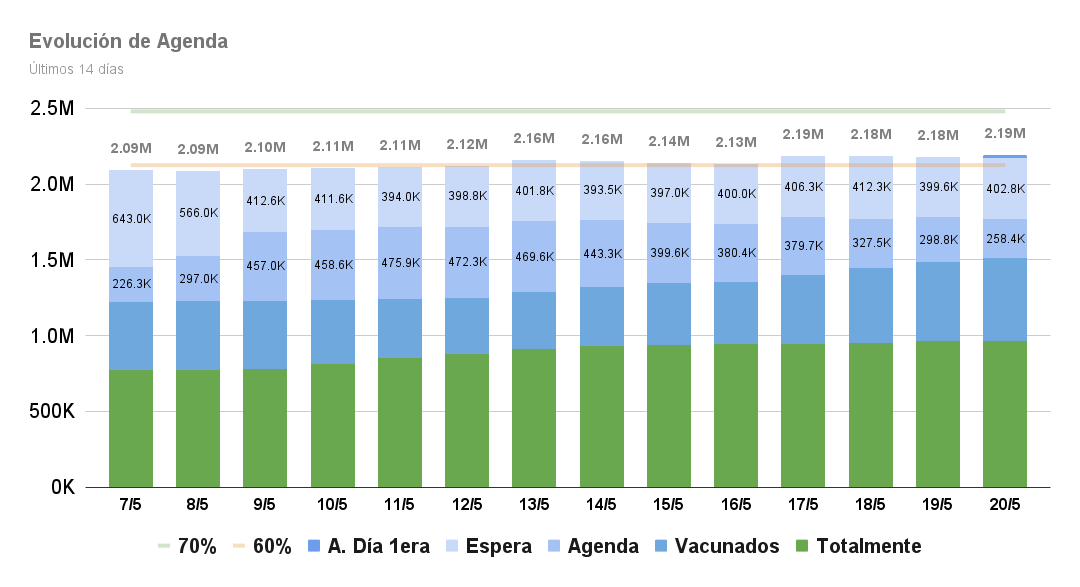 Evolución de Agenda
Últimos 14 días
2.5M
2.09M 2.09M 2.10M 2.11M 2.11M 2.12M 2.16M 2.16M 2.14M 2.13M 2.19M 2.18M 2.18M 2.19M
2.0M
643.0K 566.0K 412.6K 411.6K 394.0K 398.8K 401.8K 393.5K 397.0K 400.0K 406.3K 412.3K 399.6K 402.8K
1.5M
226.3K 297.0K 457.0K 458.6K 475.9K 472.3K 469.6K 443.3K 399.6K 380.4K 379.7K 327.5K 298.8K 258.4K
1.0M
500K
0K
7/5 8/5 9/5 10/5 11/5 12/5 13/5 14/5 15/5 16/5 17/5 18/5 19/5 20/5
70% 60% A. Día 1era Espera Agenda Vacunados Totalmente